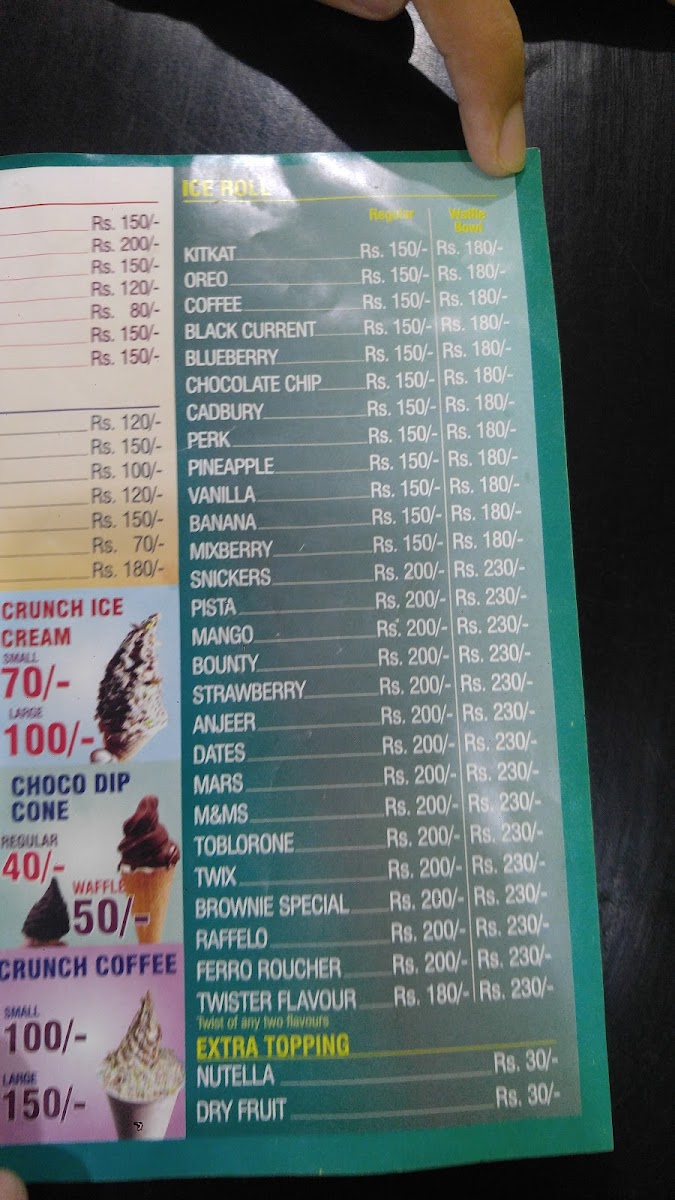 Rs. 150/-
Rs. 200/-
Rs. 150/-
Rs. 120/-
Rs. 80/-
Rs. 150/-
Rs. 150/-
Rs. 120/-
Rs. 150/-
Rs. 100/-
Rs. 120/-
Rs. 150/-
Rs. 70/-
Rs. 180/-
CRUNCH ICE
CREAM
SMALL
70/-
LARGE
100/-
CHOCO DIP
CONE
REGULAR
40/-
WAFFLE
50/-
CRUNCH COFFEE
SMALL
100/-
LARGE
150/-
ICE ROLL
Regular Waffle Bowl
KITKAT Rs. 150/- Rs. 180/-
OREO Rs. 150/- Rs. 180/-
COFFEE Rs. 150/- Rs. 180/-
BLACK CURRENT Rs. 150/- Rs. 180/-
BLUEBERRY Rs. 150/- Rs. 180/-
CHOCOLATE CHIP Rs. 150/- Rs. 180/-
CADBURY Rs. 150/- Rs. 180/-
PERK Rs. 150/- Rs. 180/-
PINEAPPLE Rs. 150/- Rs. 180/-
VANILLA Rs. 150/- Rs. 180/-
BANANA Rs. 150/- Rs. 180/-
MIXBERRY Rs. 150/- Rs. 180/-
SNICKERS Rs. 200/- Rs. 230/-
PISTA Rs. 200/- Rs. 230/-
MANGO Rs. 200/- Rs. 230/-
BOUNTY Rs. 200/- Rs. 230/-
STRAWBERRY Rs. 200/- Rs. 230/-
ANJEER Rs. 200/- Rs. 230/-
DATES Rs. 200/- Rs. 230/-
MARS Rs. 200/- Rs. 230/-
M&MS Rs. 200/- Rs. 230/-
TOBLORONE Rs. 200/- Rs. 230/-
TWIX Rs. 200/- Rs. 230/-
BROWNIE SPECIAL Rs. 200/- Rs. 230/-
RAFFELO Rs. 200/- Rs. 230/-
FERRO ROUCHER Rs. 200/- Rs. 230/-
TWISTER FLAVOUR Rs. 180/- Rs. 230/-
Twist of any two flavours
EXTRA TOPPING
NUTELLA Rs. 30/-
DRY FRUIT Rs. 30/-